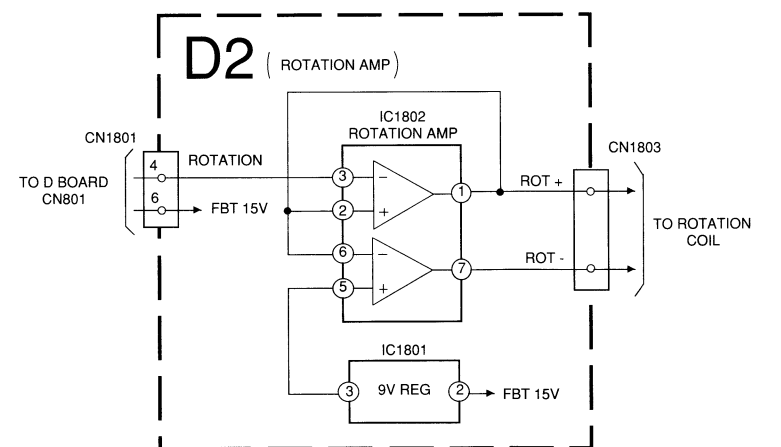 D2 ( ROTATION AMP )
IC1802
ROTATION AMP
CN1801
CN1803
4 ROTATION
3 − 1 ROT +
TO D BOARD
CN801
6 FBT 15V
2 +
TO ROTATION
COIL
6 − 7 ROT -
5 +
IC1801
3 9V REG 2 FBT 15V